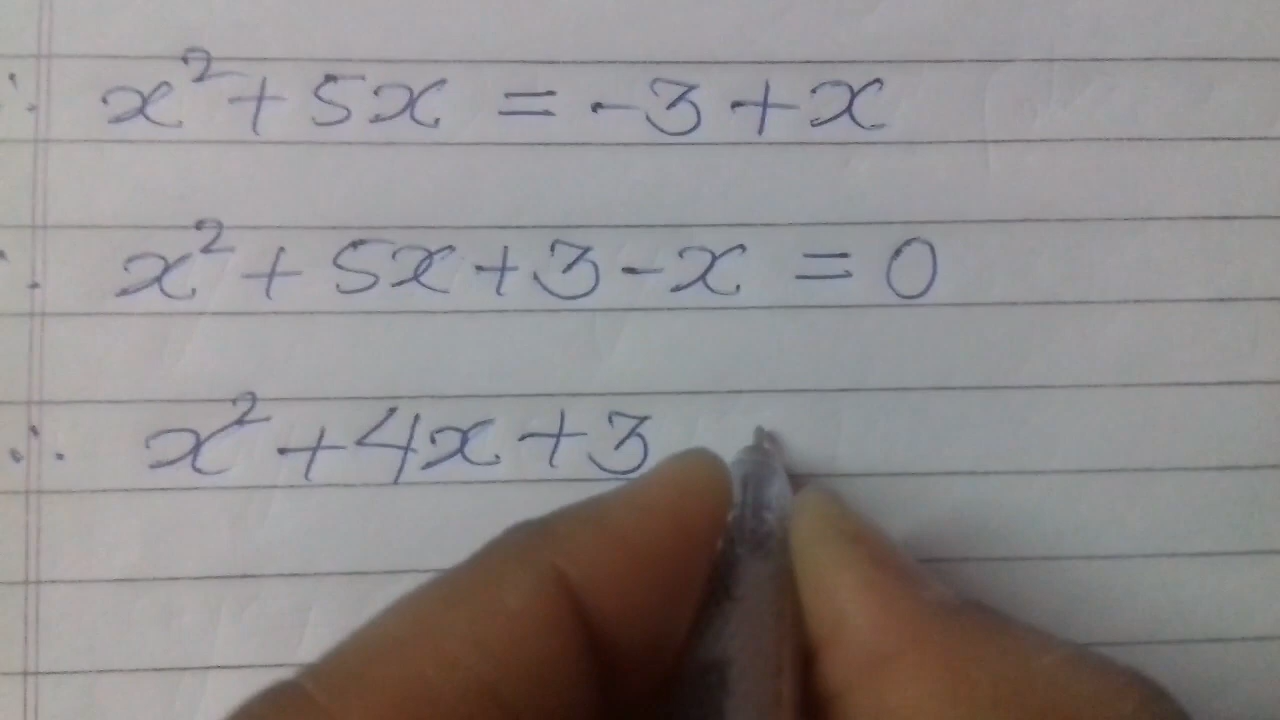 ∴ x² + 5x = -3 + x
∴ x² + 5x + 3 - x = 0
∴ x² + 4x + 3